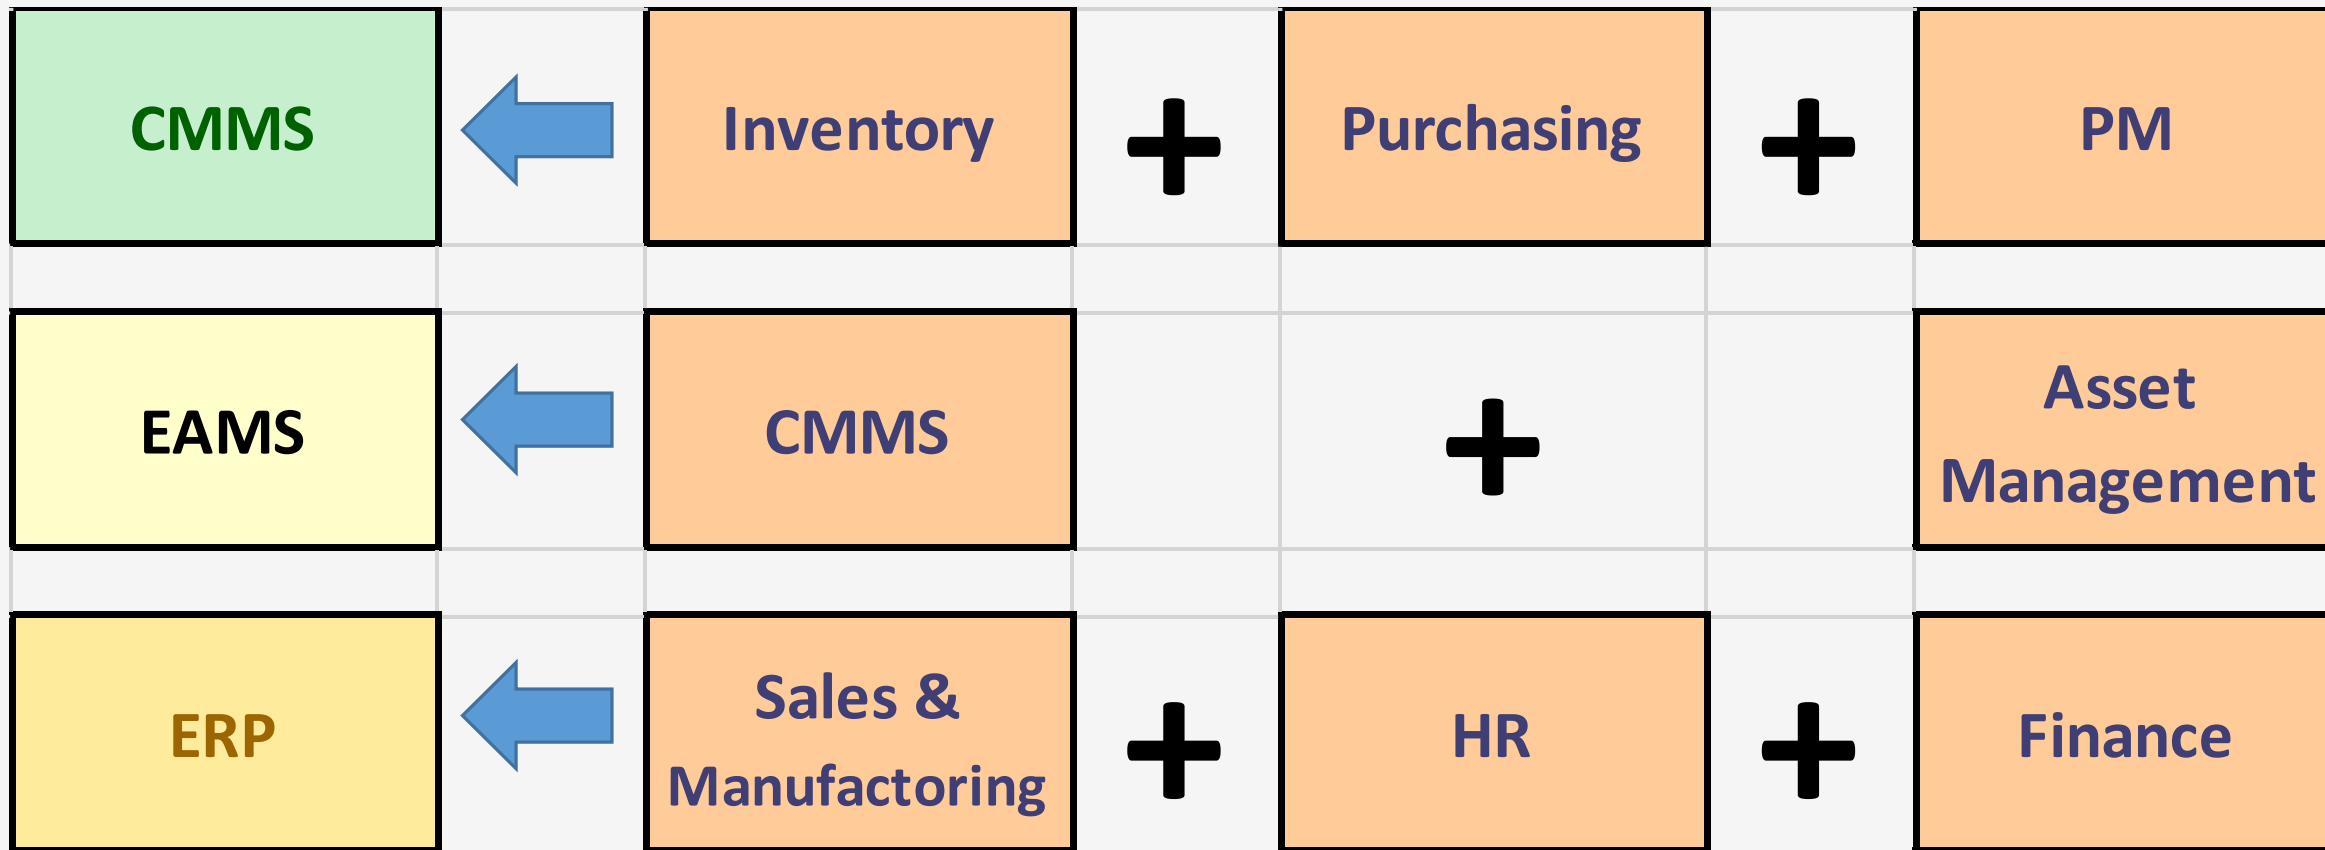 CMMS
Inventory
+
Purchasing
+
PM
EAMS
CMMS
+
Asset
Management
ERP
Sales &
Manufactoring
+
HR
+
Finance